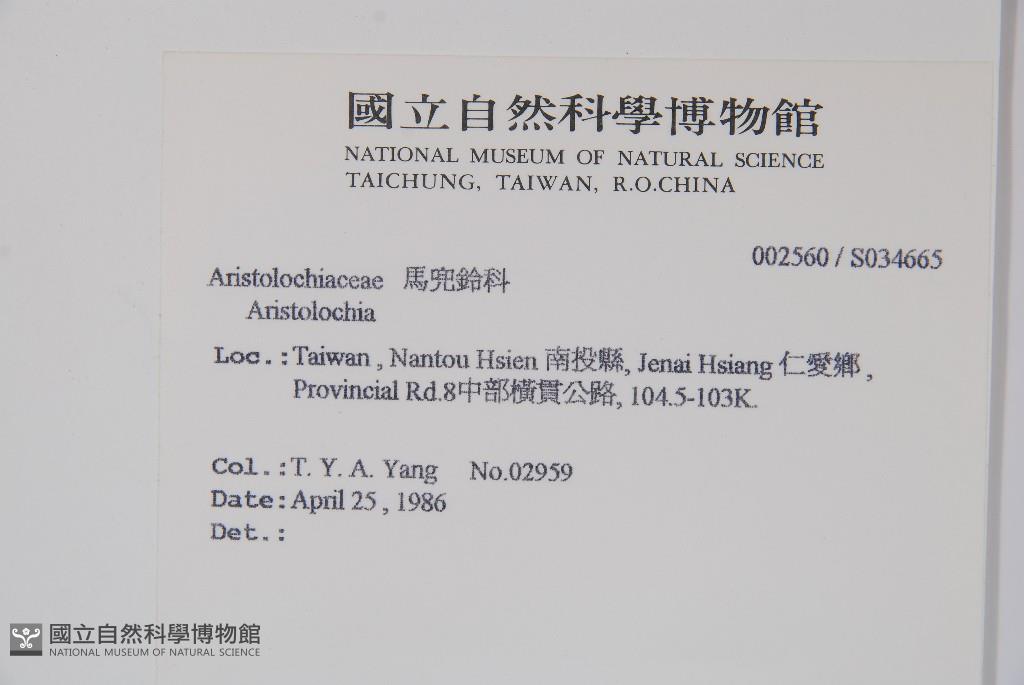 國立自然科學博物館
NATIONAL MUSEUM OF NATURAL SCIENCE
TAICHUNG, TAIWAN, R.O.CHINA
002560 / S034665
Aristolochiaceae 馬兜鈴科
Aristolochia
Loc.:Taiwan , Nantou Hsien 南投縣, Jenai Hsiang 仁愛鄉 ,
Provincial Rd.8中部橫貫公路, 104.5-103K.
Col.:T. Y. A. Yang No.02959
Date:April 25 , 1986
Det.:
國立自然科學博物館
NATIONAL MUSEUM OF NATURAL SCIENCE